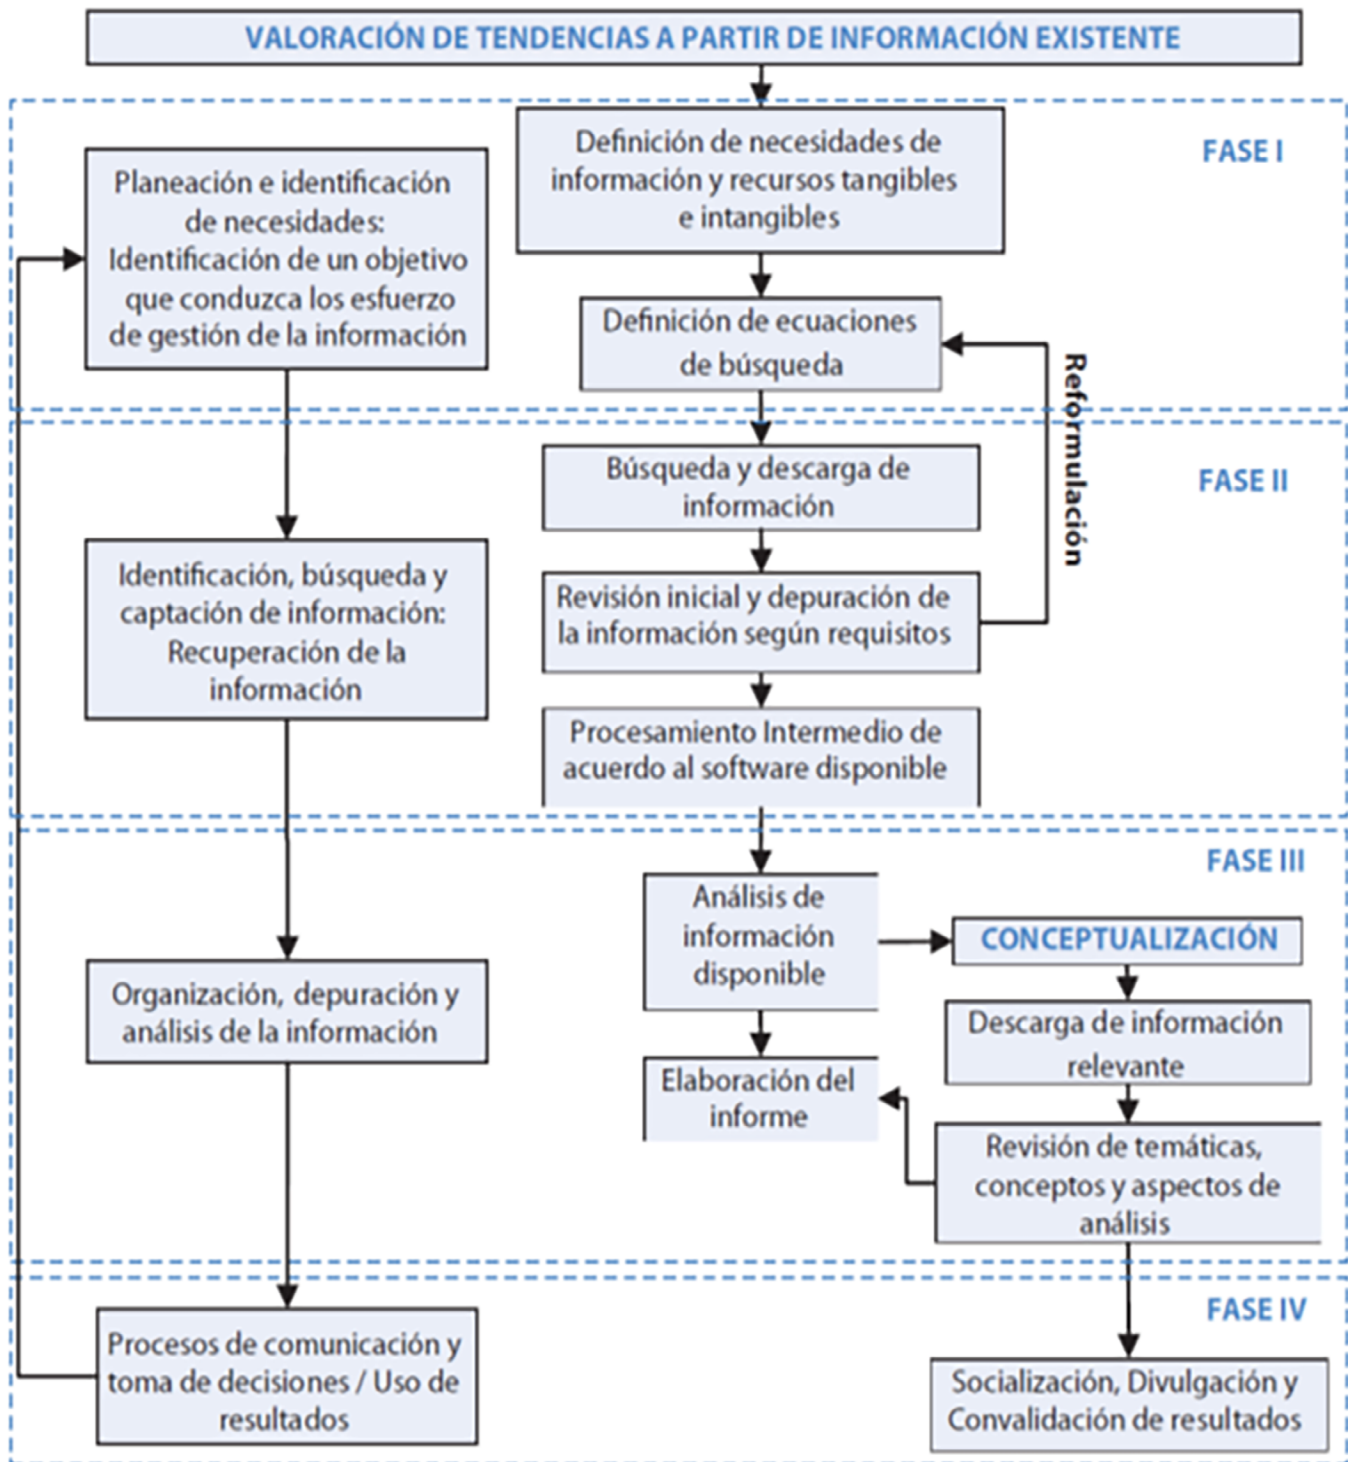 VALORACIÓN DE TENDENCIAS A PARTIR DE INFORMACIÓN EXISTENTE
FASE I
Planeación e identificación
de necesidades:
Identificación de un objetivo
que conduzca los esfuerzo
de gestión de la información
Definición de necesidades de
información y recursos tangibles
e intangibles
Definición de ecuaciones
de búsqueda
Reformulación
FASE II
Identificación, búsqueda y
captación de información:
Recuperación de la
información
Búsqueda y descarga de
información
Revisión inicial y depuración de
la información según requisitos
Procesamiento Intermedio de
acuerdo al software disponible
FASE III
Organización, depuración y
análisis de la información
Análisis de
información
disponible
Elaboración del
informe
CONCEPTUALIZACIÓN
Descarga de información
relevante
Revisión de temáticas,
conceptos y aspectos de
análisis
FASE IV
Procesos de comunicación y
toma de decisiones / Uso de
resultados
Socialización, Divulgación y
Convalidación de resultados